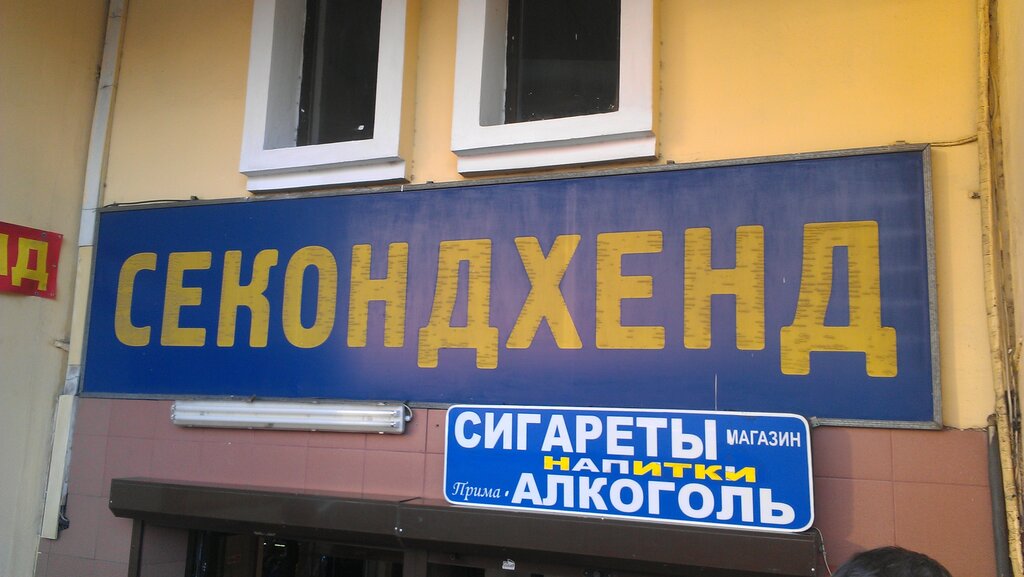 СЕКОНДХЕНД
СИГАРЕТЫ МАГАЗИН
НАПИТКИ
Прима АЛКОГОЛЬ